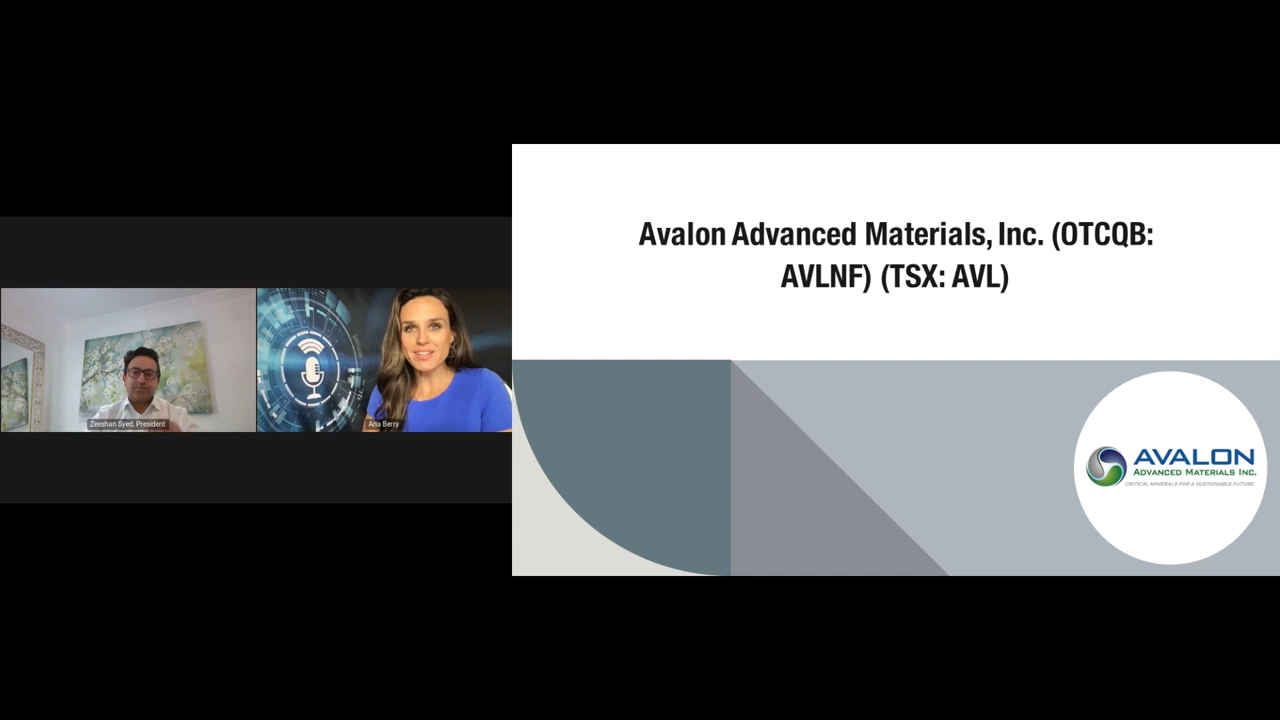 Avalon Advanced Materials, Inc. (OTCQB:
AVLNF) (TSX: AVL)
Zeeshan Syed, President
Ana Berry
AVALON
ADVANCED MATERIALS INC.
CRITICAL MINERALS FOR A SUSTAINABLE FUTURE